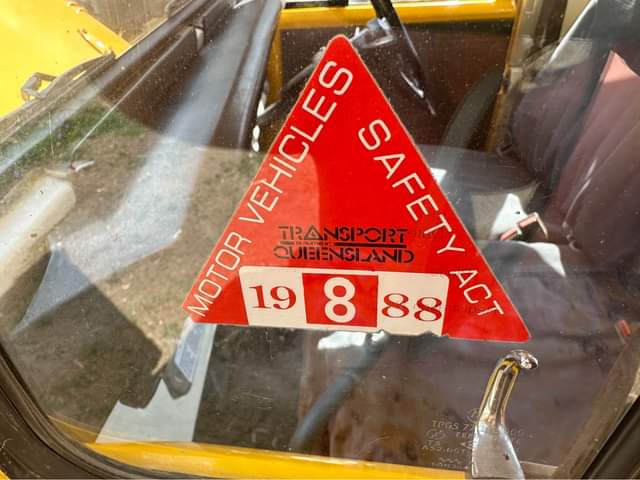 MOTOR VEHICLES
SAFETY ACT
TRANSPORT
QUEENSLAND
19 8 88